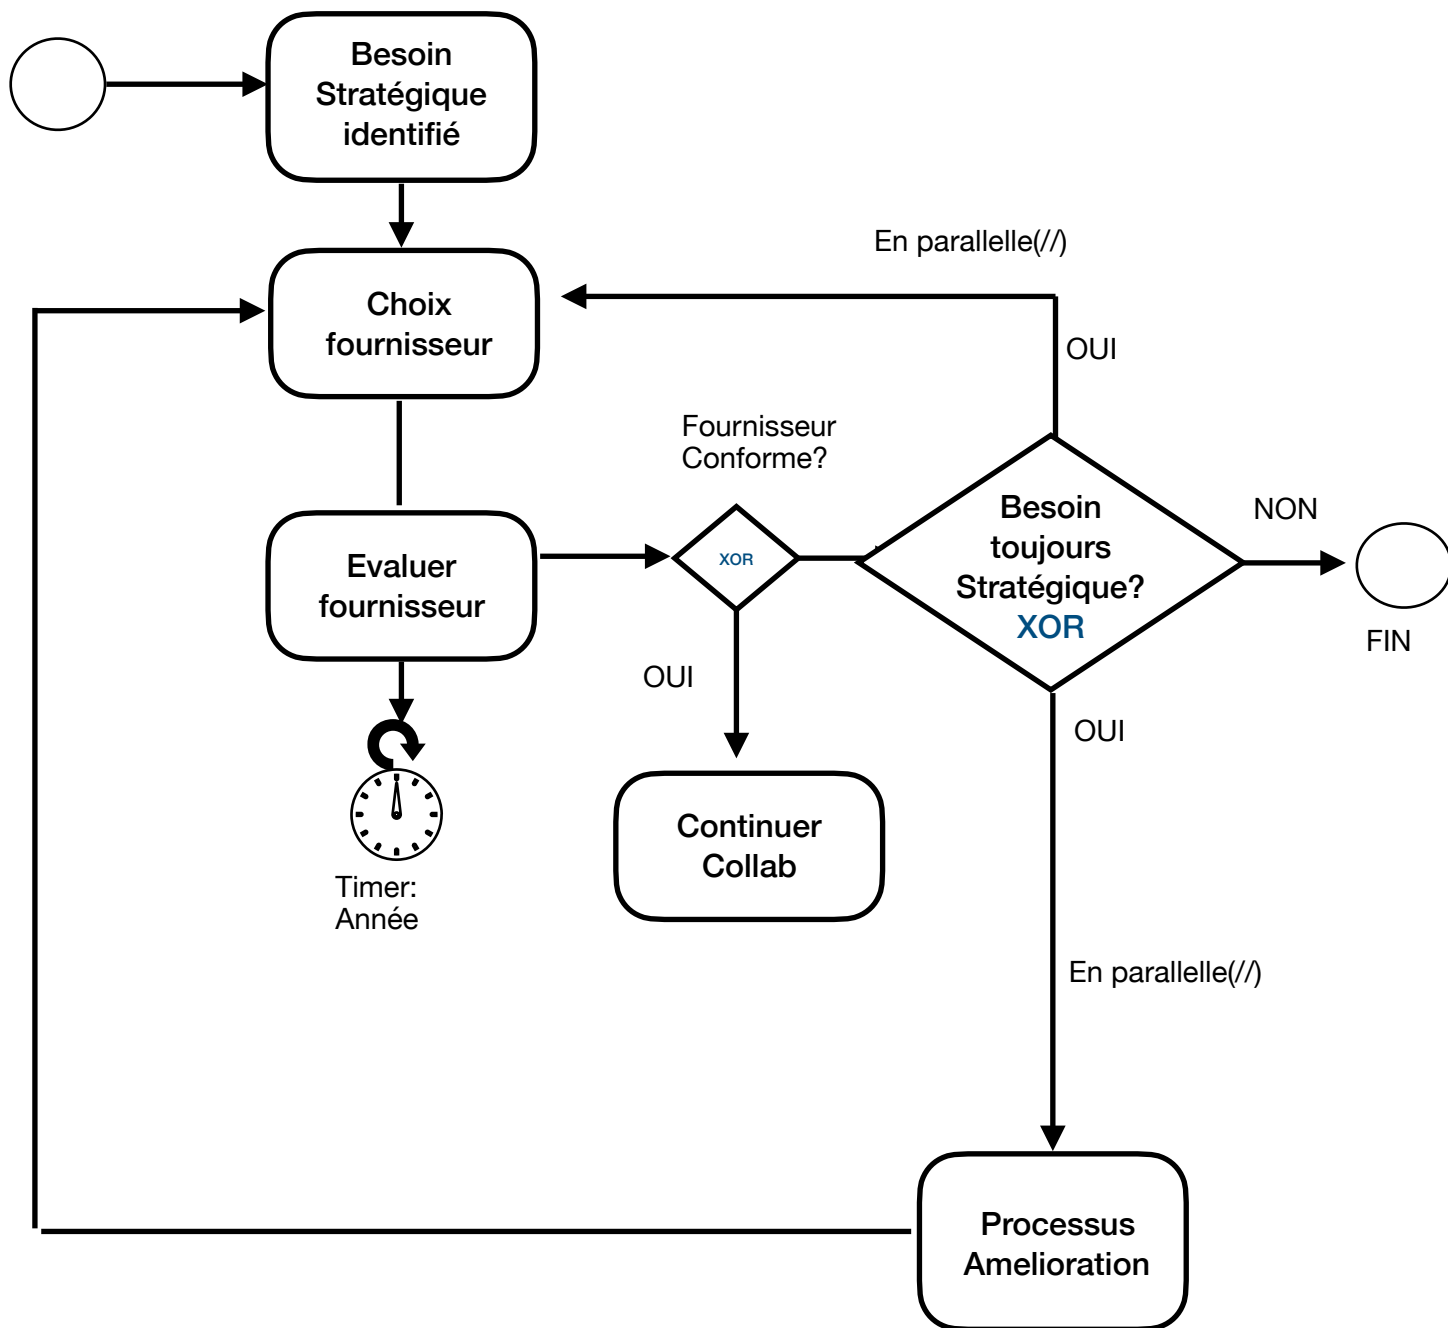 Besoin
Stratégique
identifié
En parallelle(//)
Choix
fournisseur
OUI
Fournisseur
Conforme?
Besoin
toujours
Stratégique?
XOR
NON
XOR
Evaluer
fournisseur
FIN
OUI
OUI
Continuer
Collab
Timer:
Année
En parallelle(//)
Processus
Amelioration